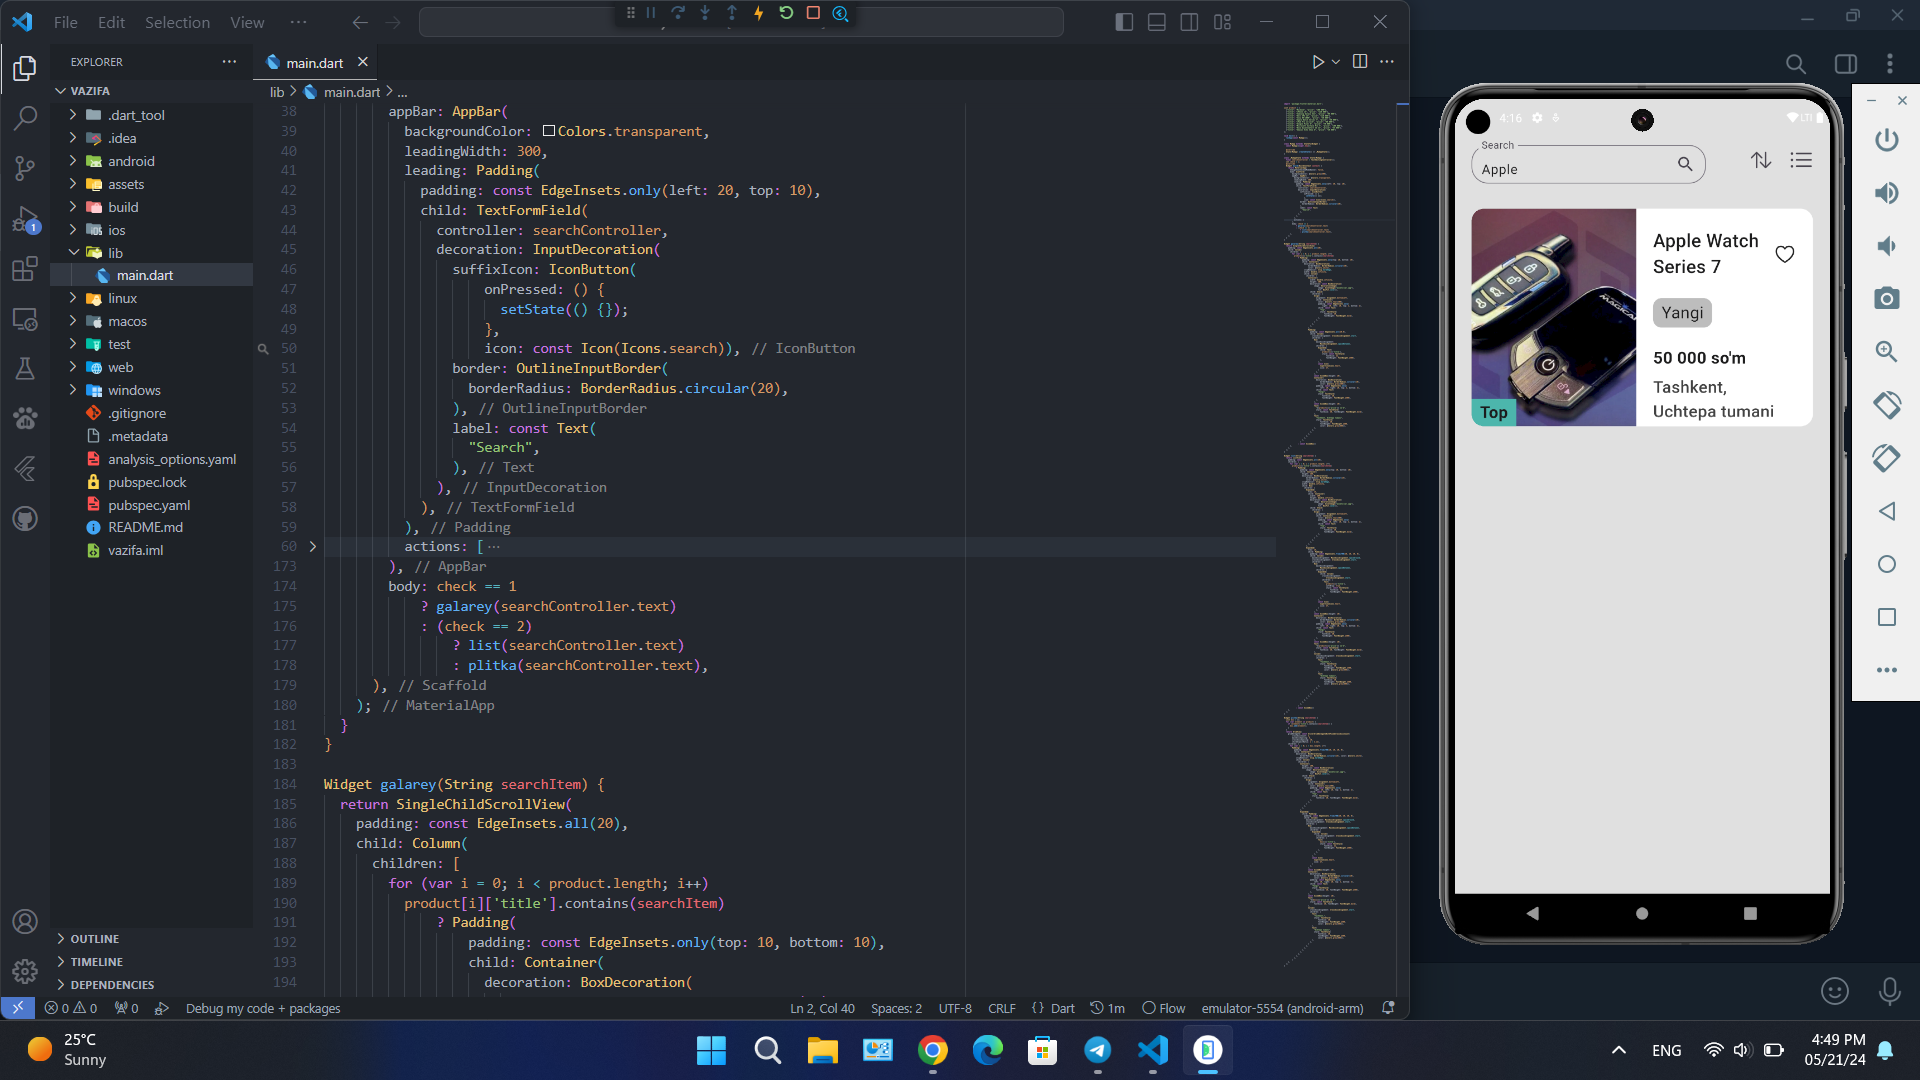 File Edit Selection View ···
EXPLORER ···
main.dart
VAZIFA
lib > main.dart > ...
.dart_tool
.idea
android
assets
build
ios
lib
main.dart
linux
macos
test
web
windows
.gitignore
.metadata
analysis_options.yaml
pubspec.lock
pubspec.yaml
README.md
vazifa.iml
OUTLINE
TIMELINE
DEPENDENCIES
1
38 appBar: AppBar(
39 backgroundColor: Colors.transparent,
40 leadingWidth: 300,
41 leading: Padding(
42 padding: const EdgeInsets.only(left: 20, top: 10),
43 child: TextFormField(
44 controller: searchController,
45 decoration: InputDecoration(
46 suffixIcon: IconButton(
47 onPressed: () {
48 setState(() {});
49 },
50 icon: const Icon(Icons.search)), // IconButton
51 border: OutlineInputBorder(
52 borderRadius: BorderRadius.circular(20),
53 ), // OutlineInputBorder
54 label: const Text(
55 "Search",
56 ), // Text
57 ), // InputDecoration
58 ), // TextFormField
59 ), // Padding
60 actions: [ ···
173 ), // AppBar
174 body: check == 1
175 ? galarey(searchController.text)
176 : (check == 2)
177 ? list(searchController.text)
178 : plitka(searchController.text),
179 ), // Scaffold
180 ); // MaterialApp
181 }
182 }
183
184 Widget galarey(String searchItem) {
185 return SingleChildScrollView(
186 padding: const EdgeInsets.all(20),
187 child: Column(
188 children: [
189 for (var i = 0; i < product.length; i++)
190 product[i]['title'].contains(searchItem)
191 ? Padding(
192 padding: const EdgeInsets.only(top: 10, bottom: 10),
193 child: Container(
194 decoration: BoxDecoration(
0 0 0 Debug my code + packages
Ln 2, Col 40 Spaces: 2 UTF-8 CRLF {} Dart 1m Flow emulator-5554 (android-arm)
4:16
LTE
Search
Apple
MAGICAR
Top
Apple Watch
Series 7
Yangi
50 000 so'm
Tashkent,
Uchtepa tumani
25°C
Sunny
ENG
4:49 PM
05/21/24